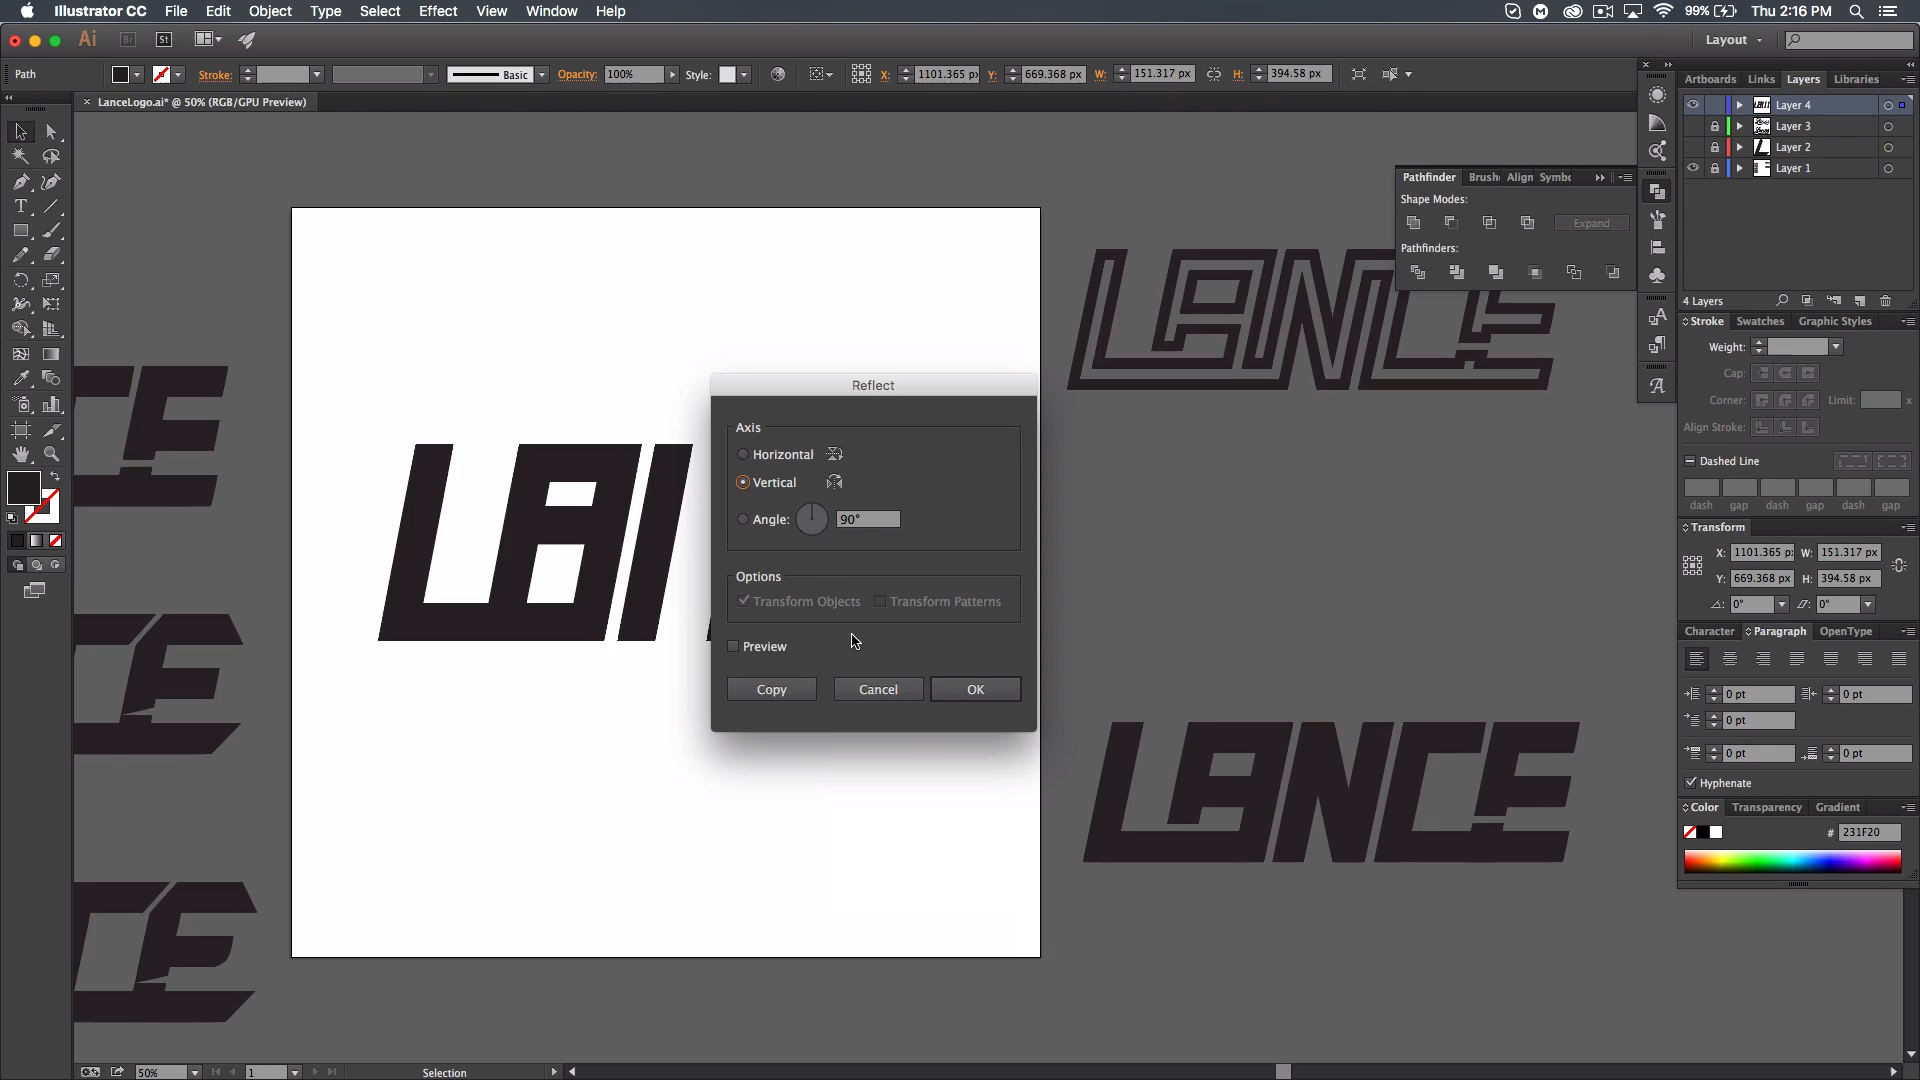 Illustrator CC File Edit Object Type Select Effect View Window Help 99% Thu 2:16 PM
Ai Br St Layout
Path Stroke: Basic Opacity: 100% Style: X: 1101.365 px Y: 669.368 px W: 151.317 px H: 394.58 px
× LanceLogo.ai* @ 50% (RGB/GPU Preview)
Artboards Links Layers Libraries
Layer 4
Layer 3
Layer 2
Layer 1
4 Layers
Pathfinder Brush Align Symbo
Shape Modes:
Expand
Pathfinders:
LANCE
LANCE
CE
CE
CE
LA
Reflect
Axis
Horizontal
Vertical
Angle: 90°
Options
Transform Objects Transform Patterns
Preview
Copy Cancel OK
Stroke Swatches Graphic Styles
Weight:
Cap:
Corner: Limit: x
Align Stroke:
Dashed Line
dash gap dash gap dash gap
Transform
X: 1101.365 p W: 151.317 px
Y: 669.368 px H: 394.58 px
0° 0°
Character Paragraph OpenType
0 pt 0 pt
0 pt
0 pt 0 pt
Hyphenate
Color Transparency Gradient
# 231F20
50% 1 Selection